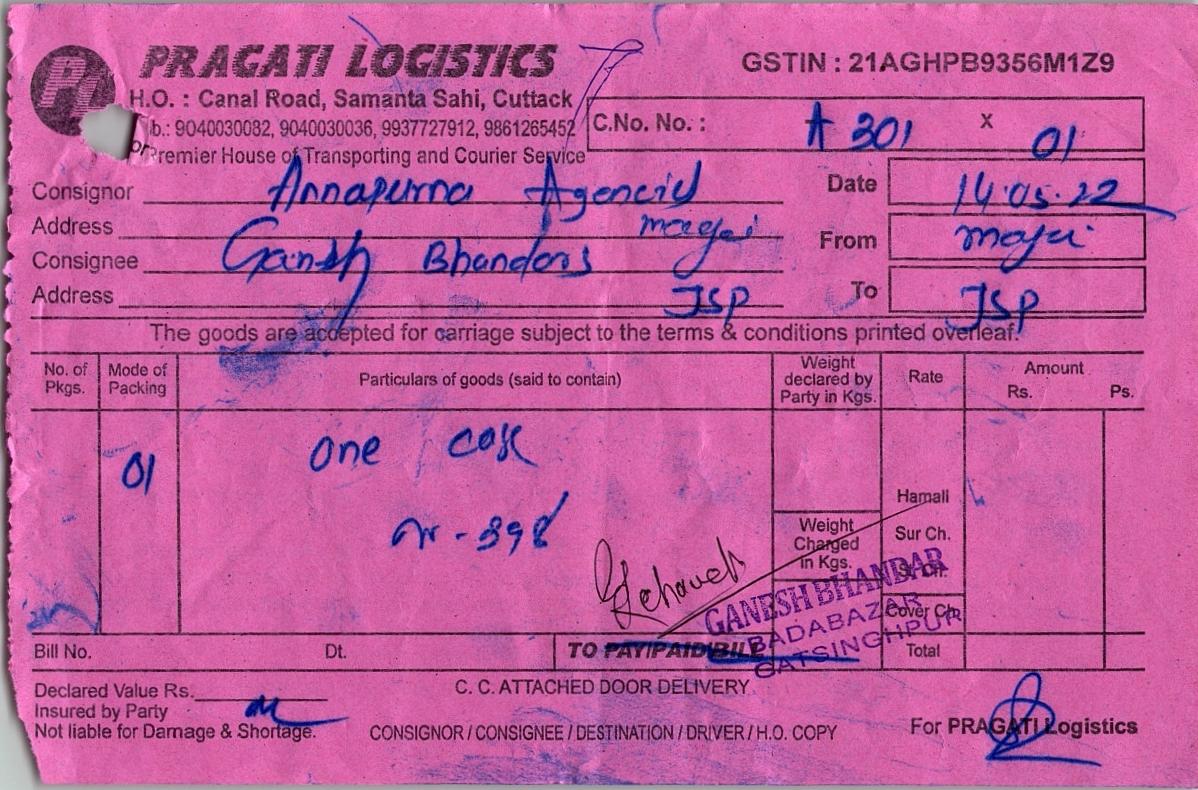 PRAGATI LOGISTICS
GSTIN : 21AGHPB9356M1Z9
H.O. : Canal Road, Samanta Sahi, Cuttack
b.: 9040030082, 9040030036, 9937727912, 9861265452
Premier House of Transporting and Courier Service
C.No. No. : A 301 X 01
Consignor Annapurna
Date 14.05.22
Address
From
Consignee Ganesh Bhandars
Address JSP
To JSP
The goods are accepted for carriage subject to the terms & conditions printed overleaf.
No. of Pkgs. Mode of Packing Particulars of goods (said to contain) Weight declared by Party in Kgs. Rate Amount Rs. Ps.
01 one case
398
Hamali
Weight Charged in Kgs.
Sur Ch.
St. Ch.
Cover Ch.
GANESH BHANDAR
BADABAZAR
JATSINGHPUR
Bill No. Dt. TO PAY/PAID/BILL Total
Declared Value Rs.
C. C. ATTACHED DOOR DELIVERY
Insured by Party
Not liable for Damage & Shortage.
CONSIGNOR / CONSIGNEE / DESTINATION / DRIVER / H.O. COPY
For PRAGATI Logistics